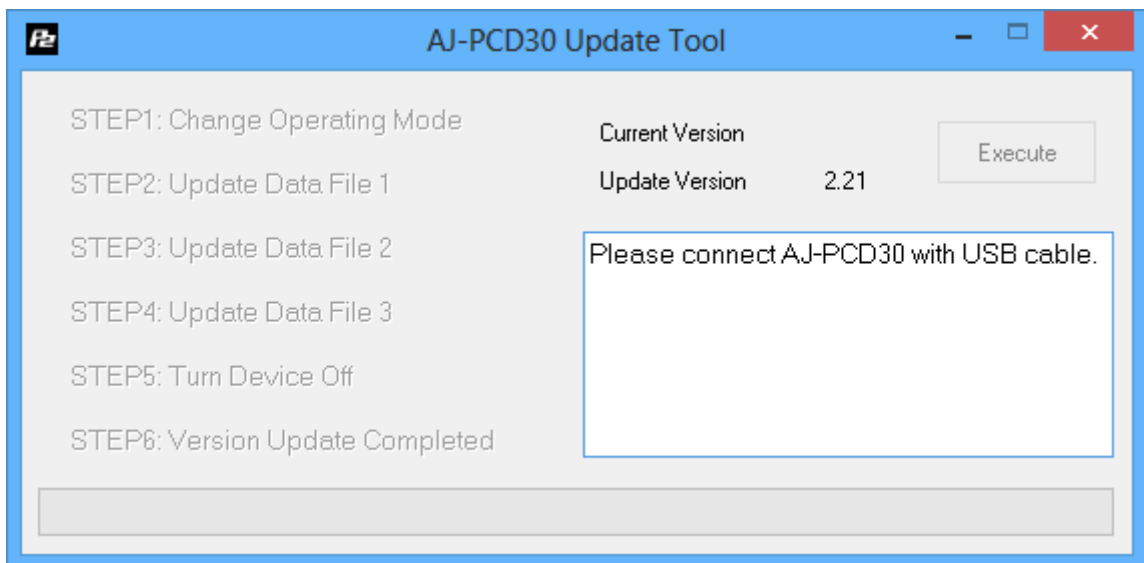 P2
AJ-PCD30 Update Tool
STEP1: Change Operating Mode
STEP2: Update Data File 1
STEP3: Update Data File 2
STEP4: Update Data File 3
STEP5: Turn Device Off
STEP6: Version Update Completed
Current Version
Update Version 2.21
Execute
Please connect AJ-PCD30 with USB cable.